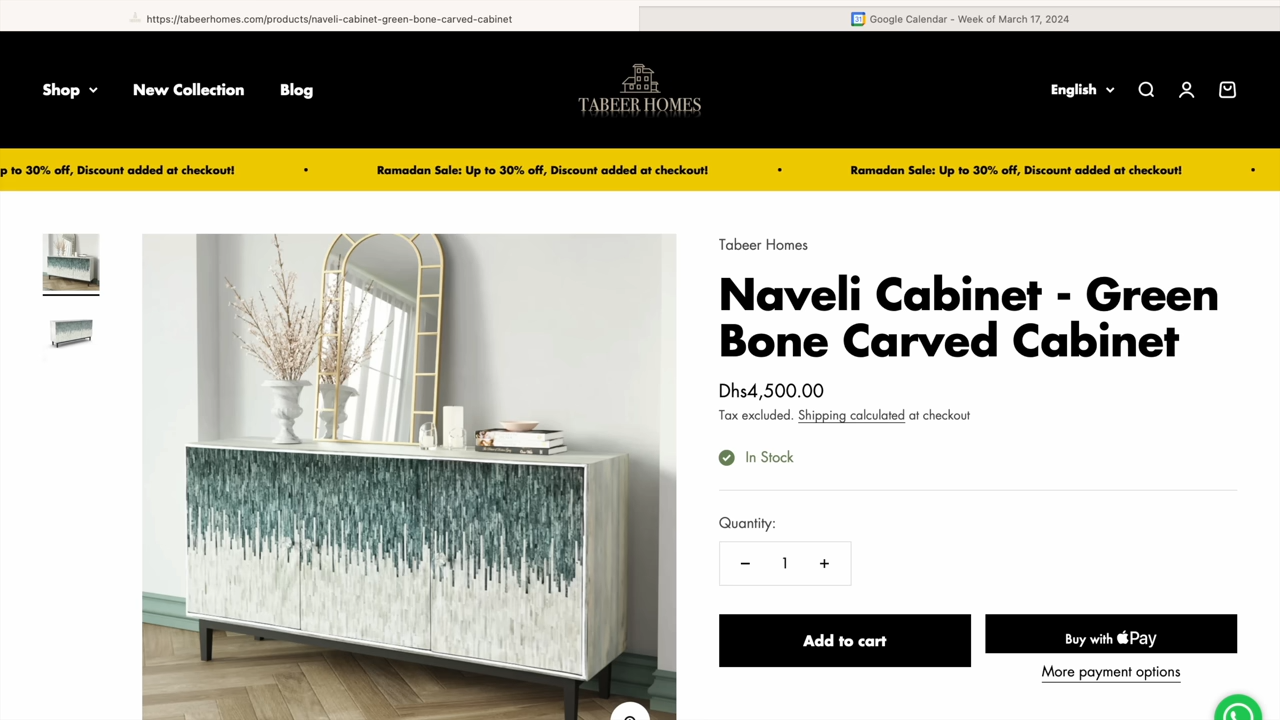 https://tabeerhomes.com/products/naveli-cabinet-green-bone-carved-cabinet
31 Google Calendar - Week of March 17, 2024
Shop
New Collection
Blog
TABEER HOMES
English
p to 30% off, Discount added at checkout! • Ramadan Sale: Up to 30% off, Discount added at checkout! • Ramadan Sale: Up to 30% off, Discount added at checkout! •
Tabeer Homes
Naveli Cabinet - Green
Bone Carved Cabinet
Dhs4,500.00
Tax excluded. Shipping calculated at checkout
In Stock
Quantity:
− 1 +
Add to cart
Buy with Pay
More payment options